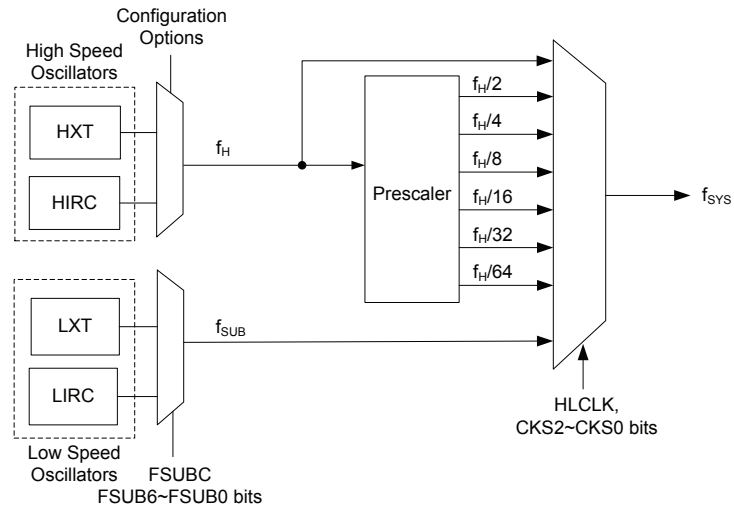 Configuration
Options
High Speed
Oscillators
HXT
HIRC
fH
Prescaler
fH/2
fH/4
fH/8
fH/16
fH/32
fH/64
fSYS
LXT
LIRC
fSUB
Low Speed
Oscillators
FSUBC
FSUB6~FSUB0 bits
HLCLK,
CKS2~CKS0 bits